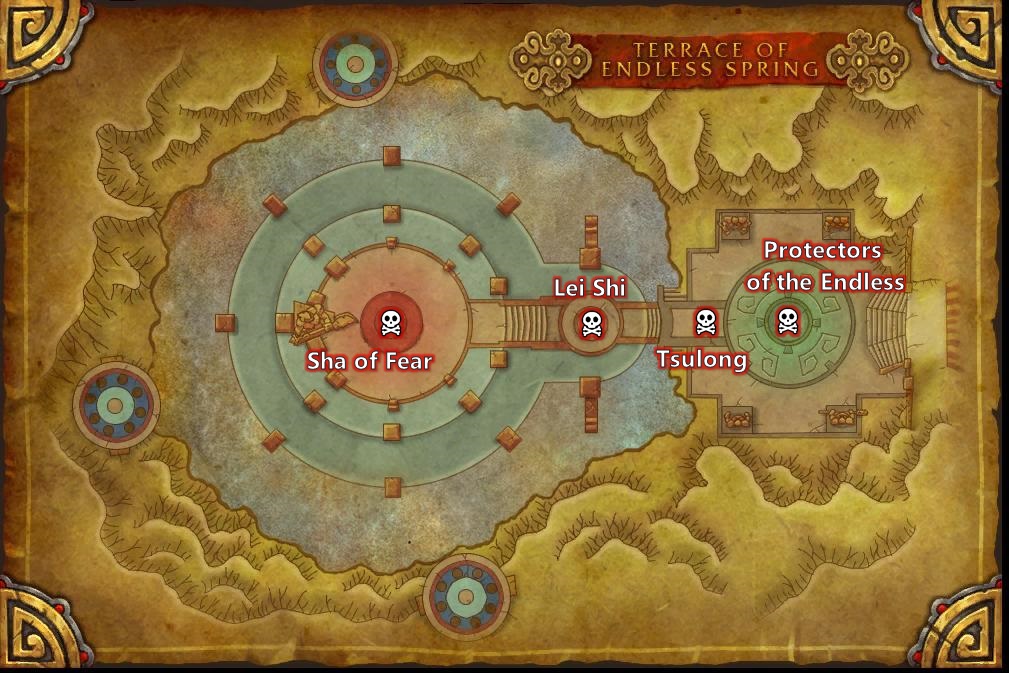 TERRACE OF
ENDLESS SPRING
Protectors
of the Endless
Lei Shi
Tsulong
Sha of Fear